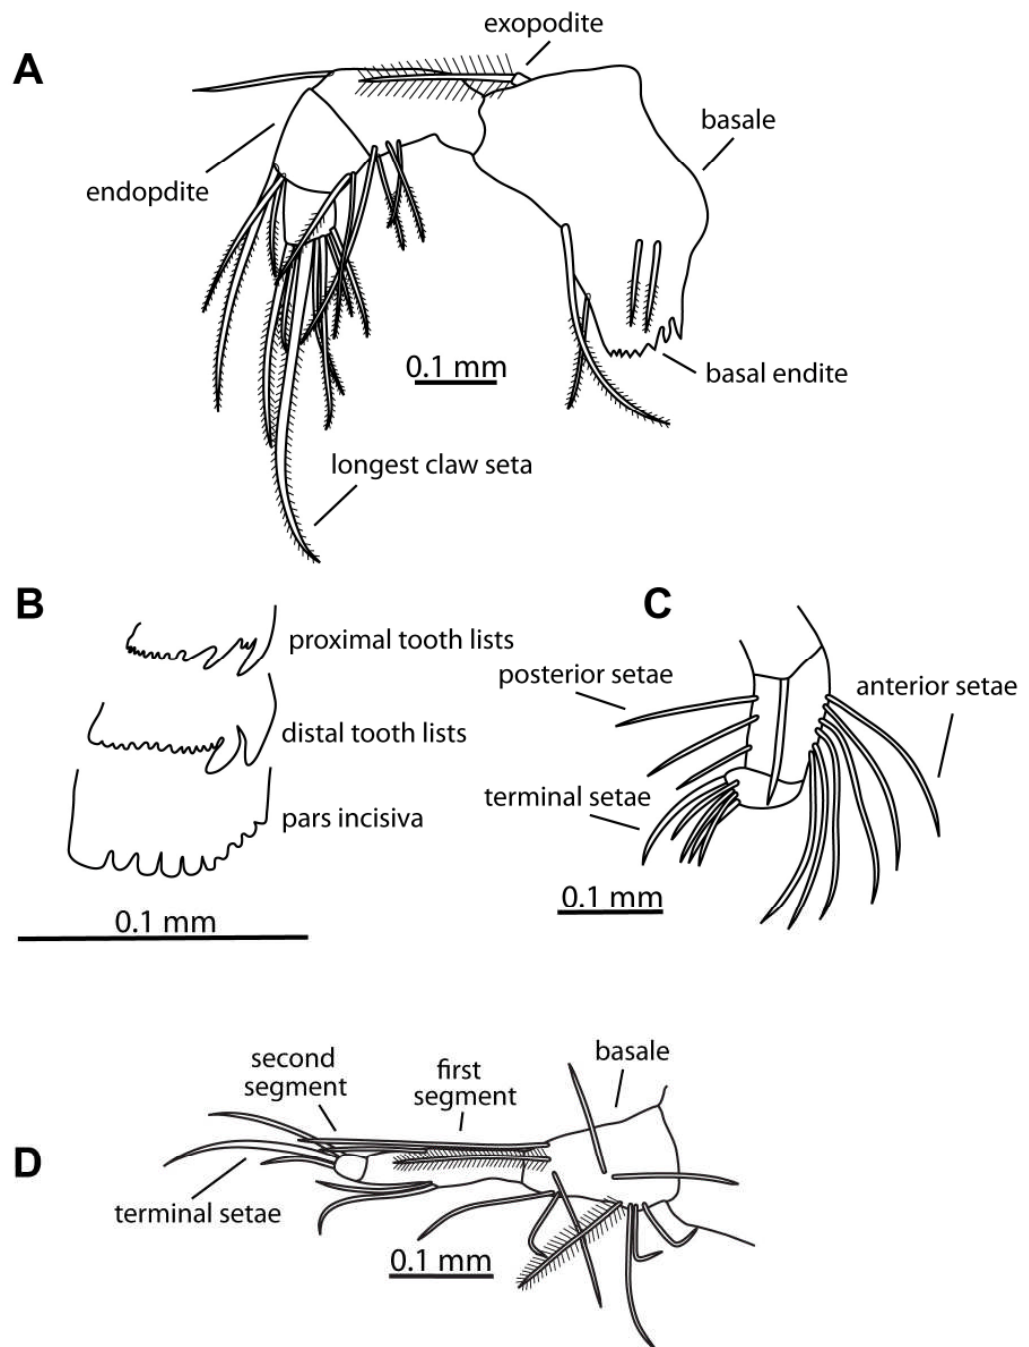 A
exopodite
basale
endopdite
0.1 mm
basal endite
longest claw seta
B
proximal tooth lists
distal tooth lists
pars incisiva
0.1 mm
C
posterior setae
anterior setae
terminal setae
0.1 mm
D
second
segment
first
segment
basale
terminal setae
0.1 mm